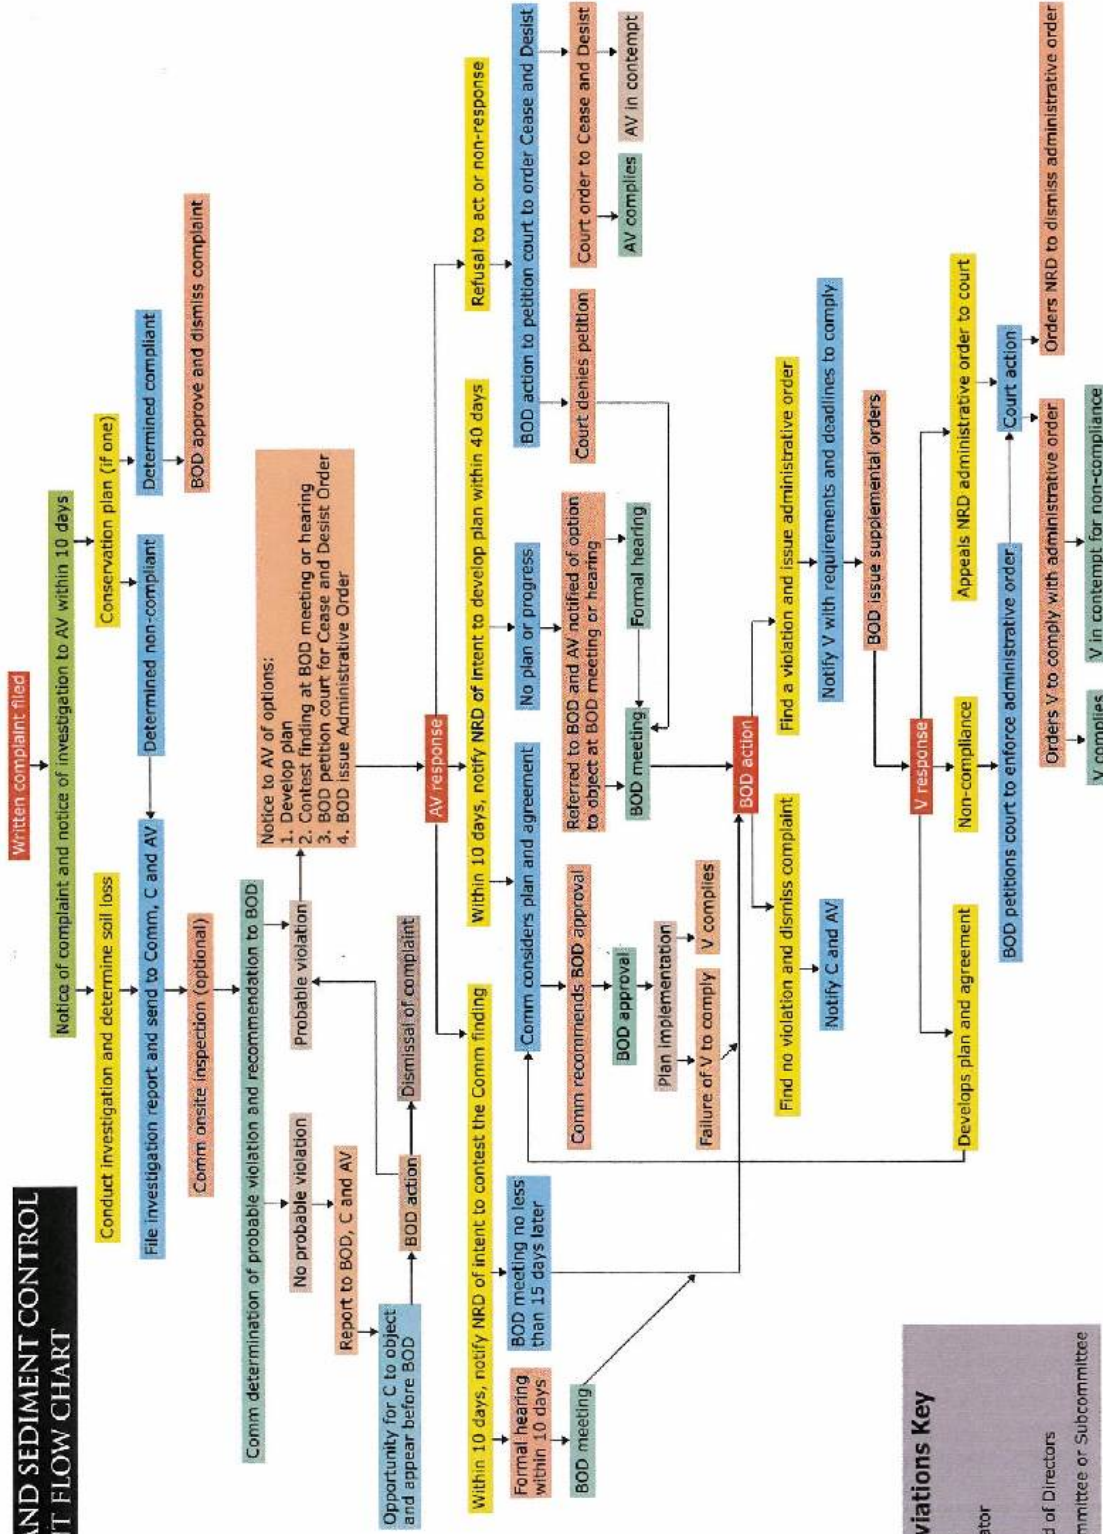 AND SEDIMENT CONTROL
FLOW CHART
Written complaint filed
Notice of complaint and notice of investigation to AV within 10 days
Conduct investigation and determine soil loss
Conservation plan (if one)
File investigation report and send to Comm, C and AV
Determined non-compliant
Determined compliant
Comm onsite inspection (optional)
BOD approve and dismiss complaint
Comm determination of probable violation and recommendation to BOD
No probable violation
Probable violation
Notice to AV of options:
1. Develop plan
2. Contest finding at BOD meeting or hearing
3. BOD petition court for Cease and Desist Order
4. BOD issue Administrative Order
Report to BOD, C and AV
Opportunity for C to object
and appear before BOD
BOD action
Dismissal of complaint
AV response
Within 10 days, notify NRD of intent to contest the Comm finding
Within 10 days, notify NRD of Intent to develop plan within 40 days
Refusal to act or non-response
Formal hearing
within 10 days
BOD meeting no less
than 15 days later
Comm considers plan and agreement
No plan or progress
BOD action to petition court to order Cease and Desist
BOD meeting
Comm recommends BOD approval
Referred to BOD and AV notified of option
to object at BOD meeting or hearing
Court denies petition
Court order to Cease and Desist
BOD approval
BOD meeting
Formal hearing
AV complies
AV in contempt
Plan implementation
Failure of V to comply
V complies
BOD action
Find no violation and dismiss complaint
Find a violation and issue administrative order
Notify C and AV
Notify V with requirements and deadlines to comply
BOD issue supplemental orders
V response
Develops plan and agreement
Non-compliance
Appeals NRD administrative order to court
BOD petitions court to enforce administrative order
Court action
Orders V to comply with administrative order
Orders NRD to dismiss administrative order
V complies
V in contempt for non-compliance
viations Key
ator
d of Directors
mmittee or Subcommittee